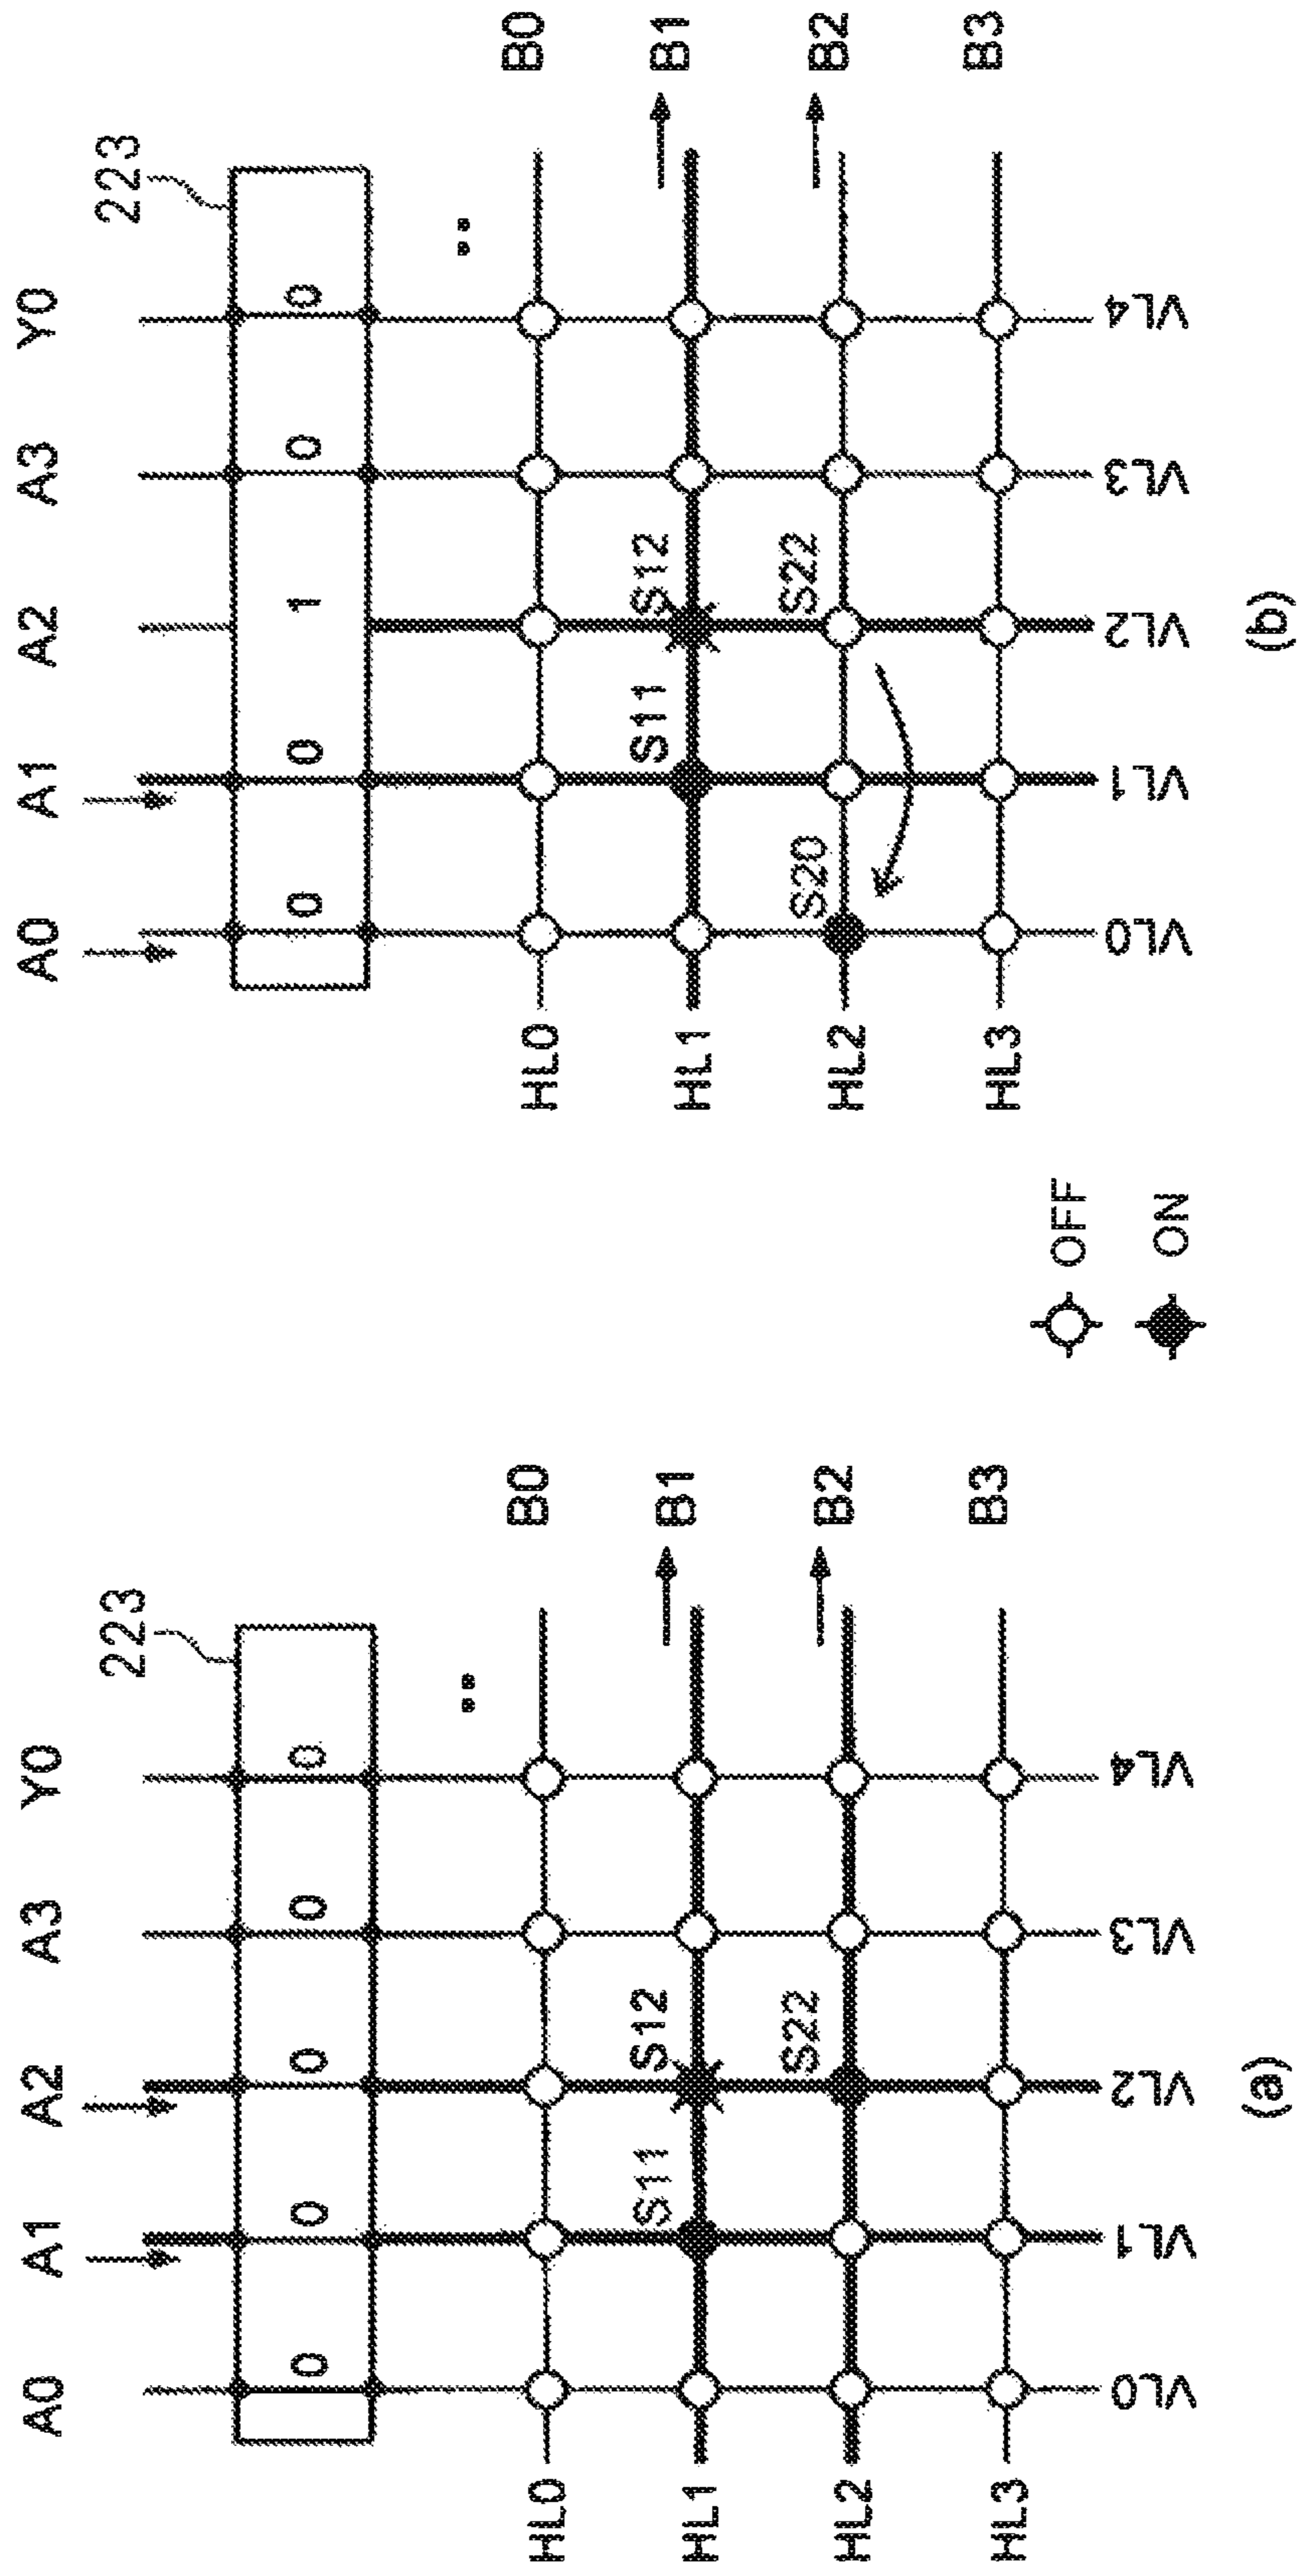 A0 A1 A2 A3 Y0
223
0 0 0 0 0
HL0 B0
S11 S12
HL1 B1
S22
HL2 B2
HL3 B3
VL0 VL1 VL2 VL3 VL4
(a)
OFF
ON
A0 A1 A2 A3 Y0
223
0 0 1 0 0
HL0 B0
S11 S12
HL1 B1
S20 S22
HL2 B2
HL3 B3
VL0 VL1 VL2 VL3 VL4
(b)